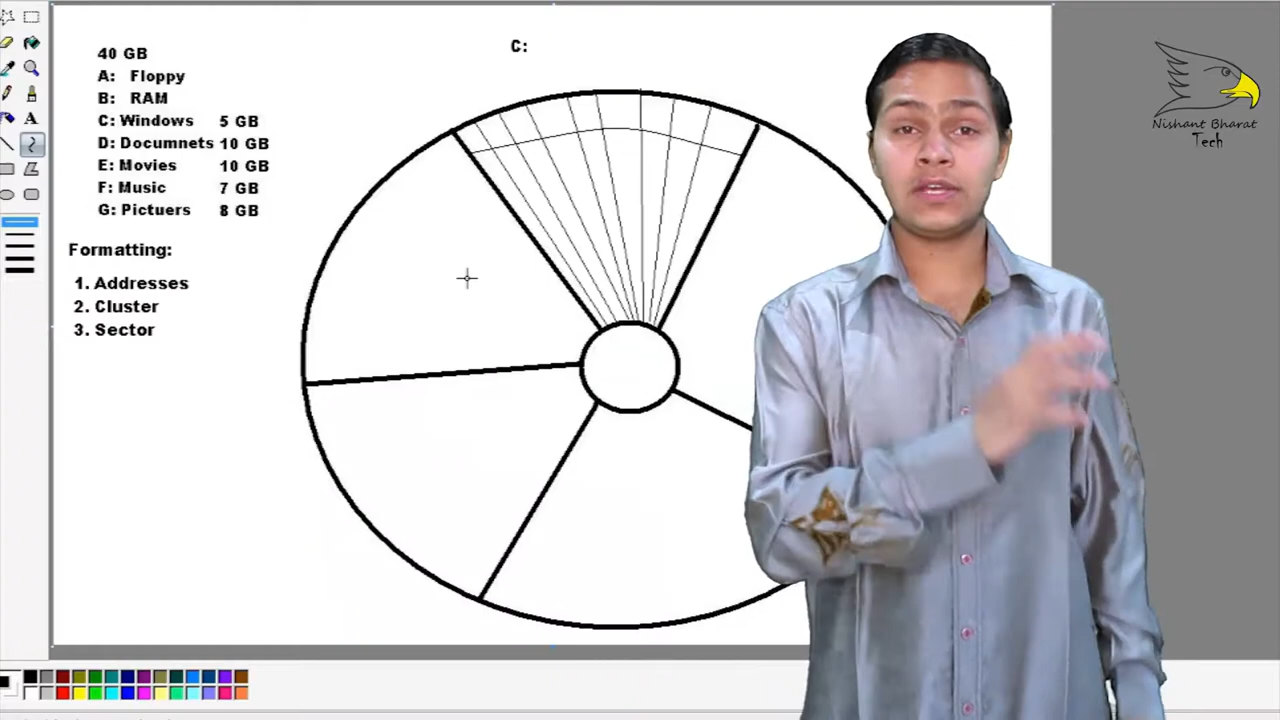 40 GB
A: Floppy
B: RAM
C: Windows 5 GB
D: Documnets 10 GB
E: Movies 10 GB
F: Music 7 GB
G: Pictuers 8 GB
Formatting:
1. Addresses
2. Cluster
3. Sector
C:
A
Nishant Bharat
Tech